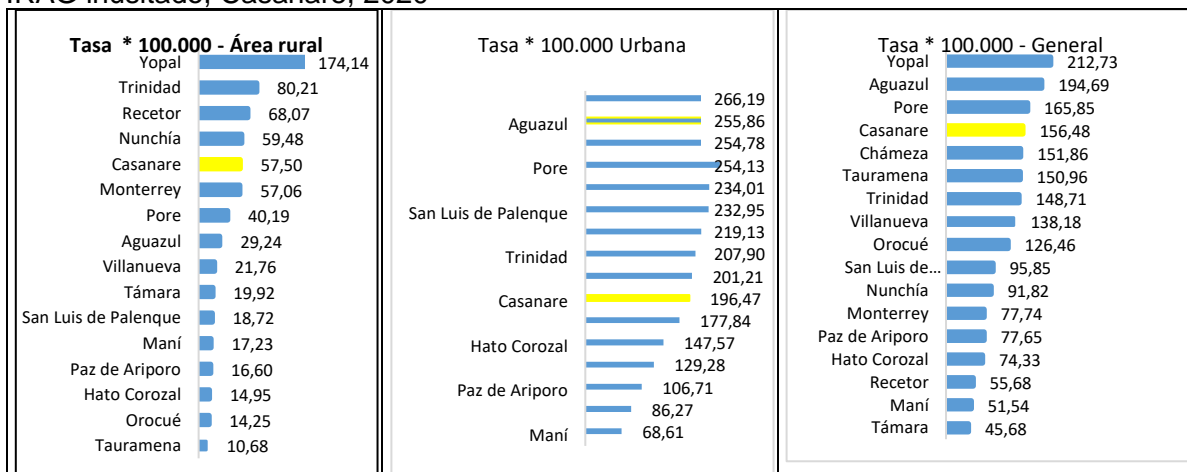 IRAG inusitado, Casanare, 2020
Tasa * 100.000 - Área rural
Yopal 174,14
Trinidad 80,21
Recetor 68,07
Nunchía 59,48
Casanare 57,50
Monterrey 57,06
Pore 40,19
Aguazul 29,24
Villanueva 21,76
Támara 19,92
San Luis de Palenque 18,72
Maní 17,23
Paz de Ariporo 16,60
Hato Corozal 14,95
Orocué 14,25
Tauramena 10,68
Tasa * 100.000 Urbana
266,19
Aguazul 255,86
254,78
Pore 254,13
234,01
San Luis de Palenque 232,95
219,13
Trinidad 207,90
201,21
Casanare 196,47
177,84
Hato Corozal 147,57
129,28
Paz de Ariporo 106,71
86,27
Maní 68,61
Tasa * 100.000 - General
Yopal 212,73
Aguazul 194,69
Pore 165,85
Casanare 156,48
Chámeza 151,86
Tauramena 150,96
Trinidad 148,71
Villanueva 138,18
Orocué 126,46
San Luis de... 95,85
Nunchía 91,82
Monterrey 77,74
Paz de Ariporo 77,65
Hato Corozal 74,33
Recetor 55,68
Maní 51,54
Támara 45,68